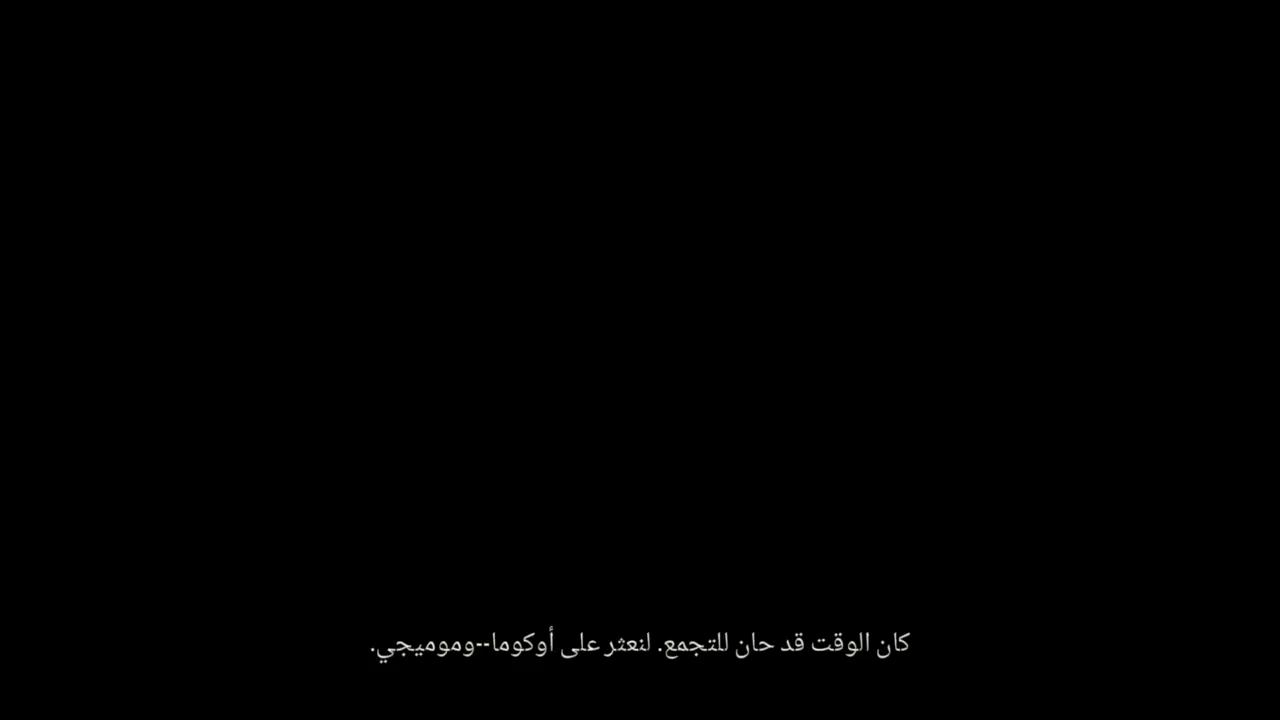 كان الوقت قد حان للتجمع. لنعثر على أوكوما--وموميجي.